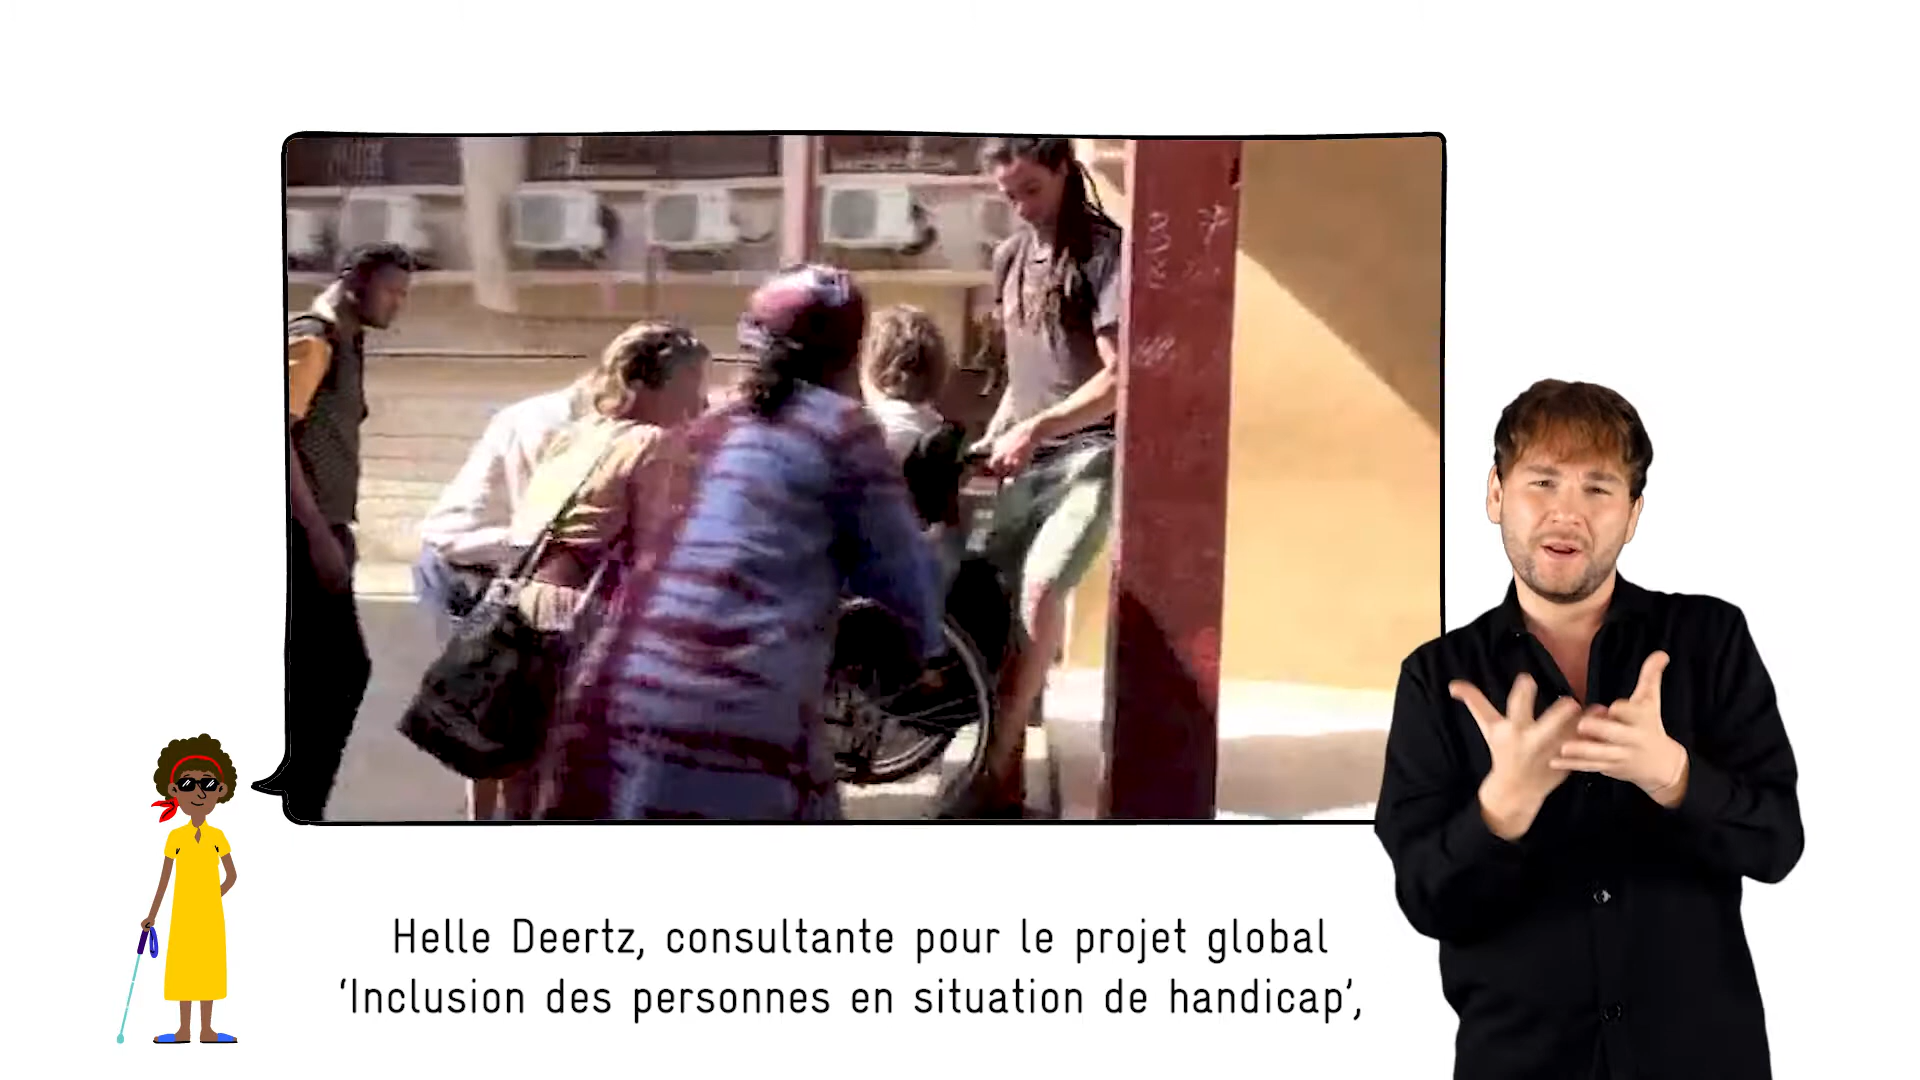 Helle Deertz, consultante pour le projet global
‘Inclusion des personnes en situation de handicap’,